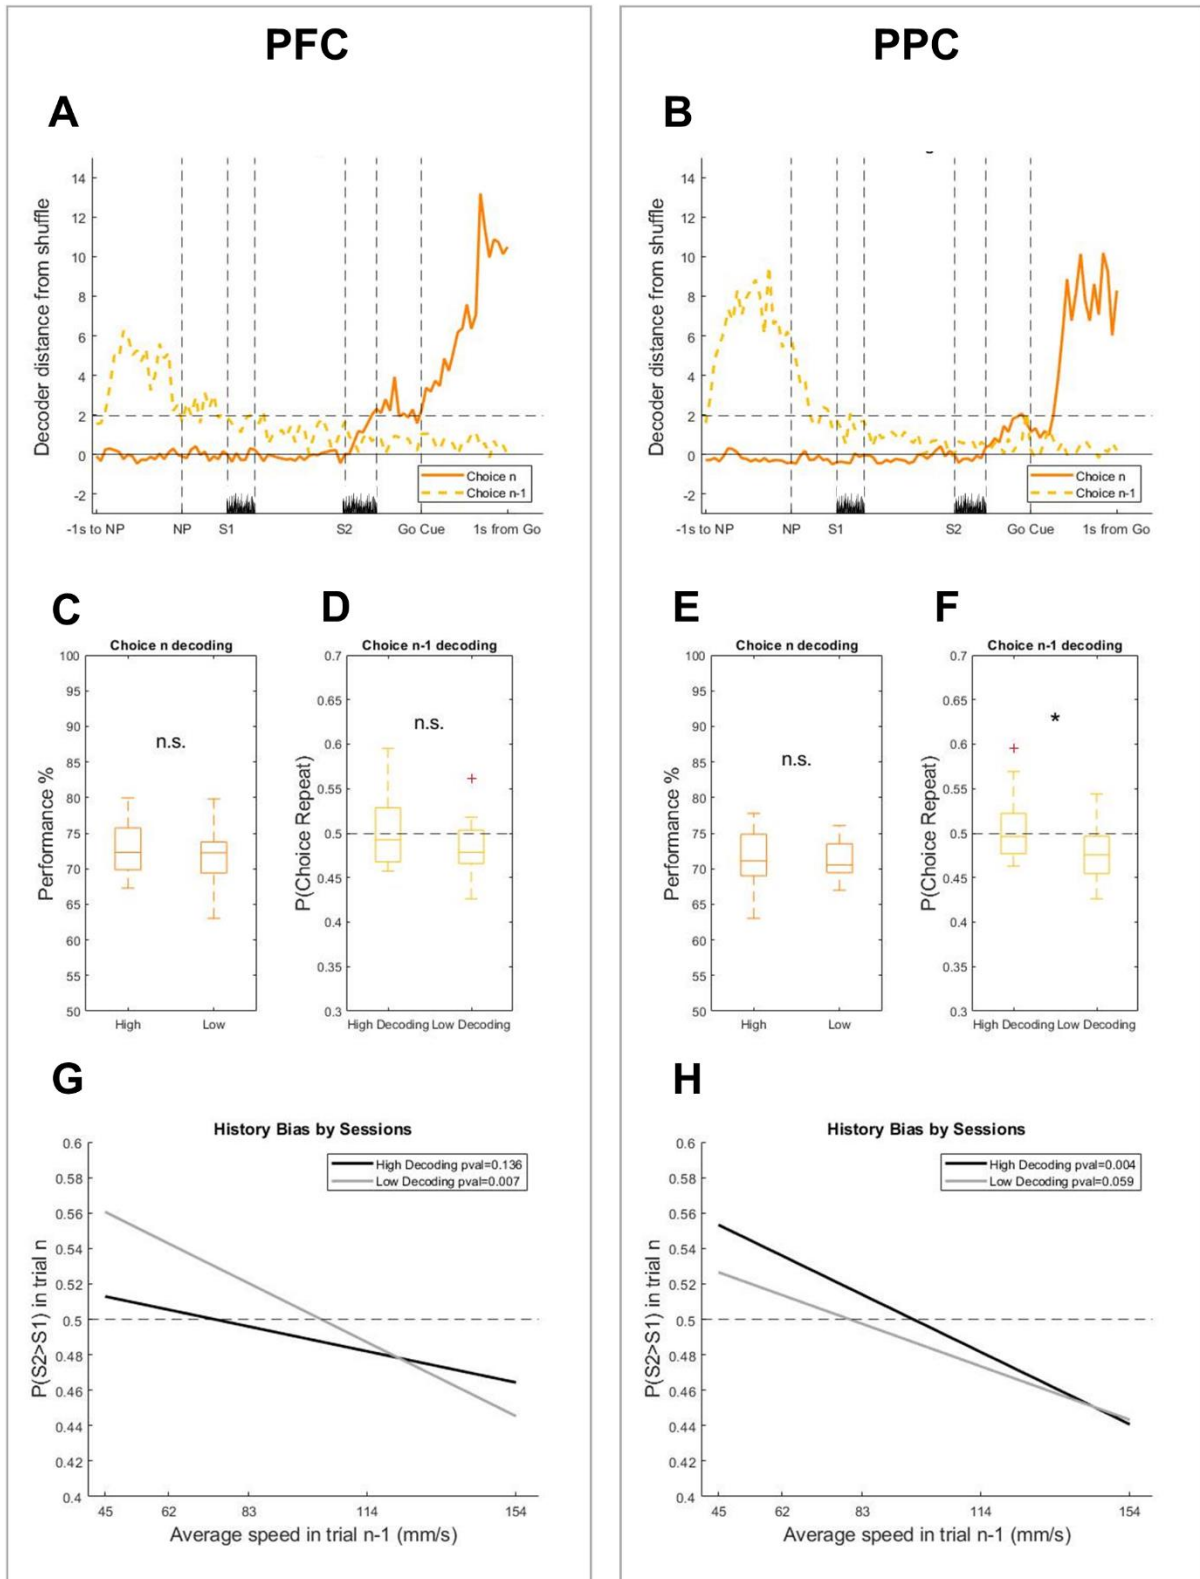 PFC
A
Decoder distance from shuffle
14
12
10
8
6
4
2
0
-2
Choice n
Choice n-1
-1s to NP NP S1 S2 Go Cue 1s from Go
C
Choice n decoding
Performance %
100
95
90
85
80
75
70
65
60
55
50
n.s.
High Low
D
Choice n-1 decoding
P(Choice Repeat)
0.7
0.65
0.6
0.55
0.5
0.45
0.4
0.35
0.3
n.s.
High Decoding Low Decoding
G
History Bias by Sessions
P(S2>S1) in trial n
0.6
0.58
0.56
0.54
0.52
0.5
0.48
0.46
0.44
0.42
0.4
High Decoding pval=0.136
Low Decoding pval=0.007
45 62 83 114 154
Average speed in trial n-1 (mm/s)
PPC
B
Decoder distance from shuffle
14
12
10
8
6
4
2
0
-2
Choice n
Choice n-1
-1s to NP NP S1 S2 Go Cue 1s from Go
E
Choice n decoding
Performance %
100
95
90
85
80
75
70
65
60
55
50
n.s.
High Low
F
Choice n-1 decoding
P(Choice Repeat)
0.7
0.65
0.6
0.55
0.5
0.45
0.4
0.35
0.3
*
High Decoding Low Decoding
H
History Bias by Sessions
P(S2>S1) in trial n
0.6
0.58
0.56
0.54
0.52
0.5
0.48
0.46
0.44
0.42
0.4
High Decoding pval=0.004
Low Decoding pval=0.059
45 62 83 114 154
Average speed in trial n-1 (mm/s)